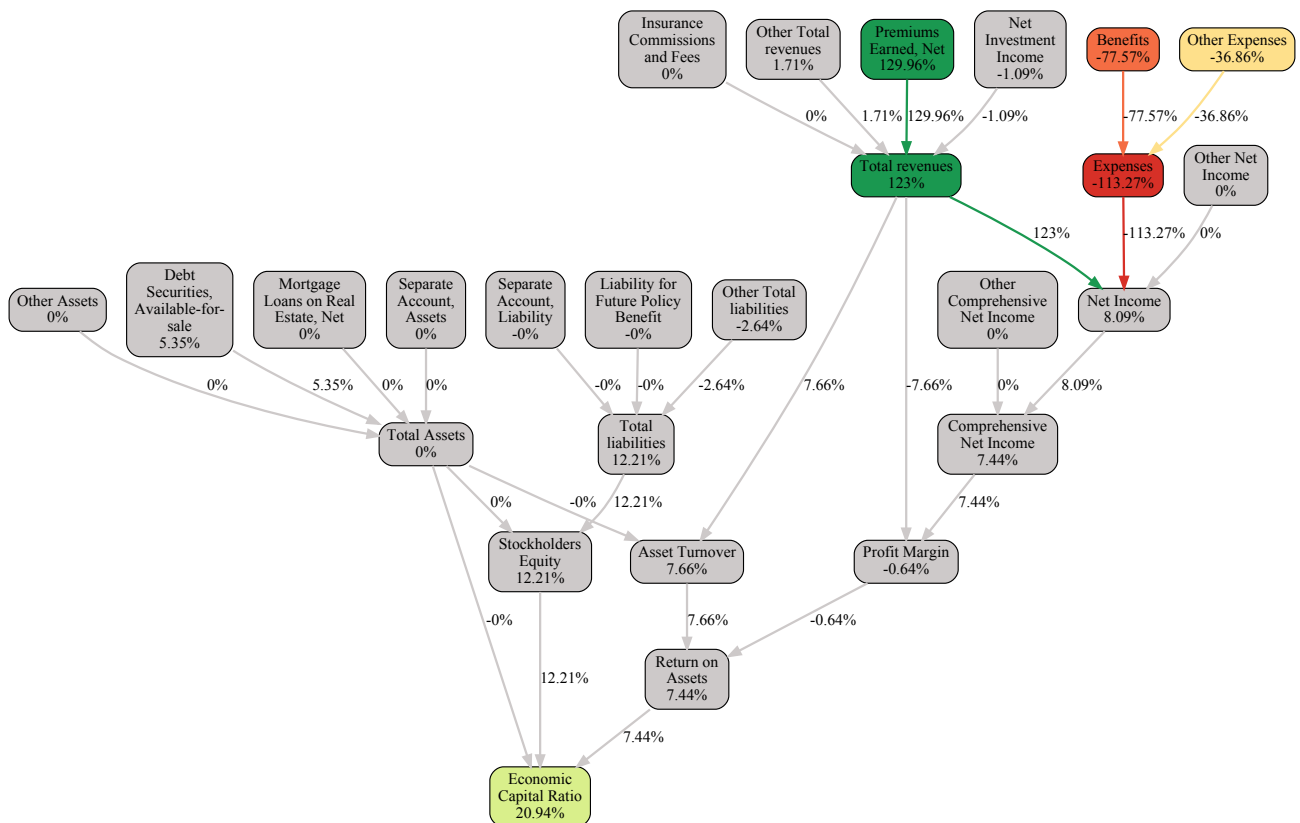 Insurance
Commissions
and Fees
0%
Other Total
revenues
1.71%
Premiums
Earned, Net
129.96%
Net
Investment
Income
-1.09%
Benefits
-77.57%
Other Expenses
-36.86%
0%
1.71%
129.96%
-1.09%
-77.57%
-36.86%
Total revenues
123%
Expenses
-113.27%
Other Net
Income
0%
123%
-113.27%
0%
Other Assets
0%
Debt
Securities,
Available-for-
sale
5.35%
Mortgage
Loans on Real
Estate, Net
0%
Separate
Account,
Assets
0%
Separate
Account,
Liability
-0%
Liability for
Future Policy
Benefit
-0%
Other Total
liabilities
-2.64%
Other
Comprehensive
Net Income
0%
Net Income
8.09%
0%
5.35%
0%
0%
-0%
-0%
-2.64%
7.66%
-7.66%
0%
8.09%
Total Assets
0%
Total
liabilities
12.21%
Comprehensive
Net Income
7.44%
0%
-0%
12.21%
7.44%
Stockholders
Equity
12.21%
Asset Turnover
7.66%
Profit Margin
-0.64%
-0%
7.66%
-0.64%
12.21%
Return on
Assets
7.44%
7.44%
Economic
Capital Ratio
20.94%